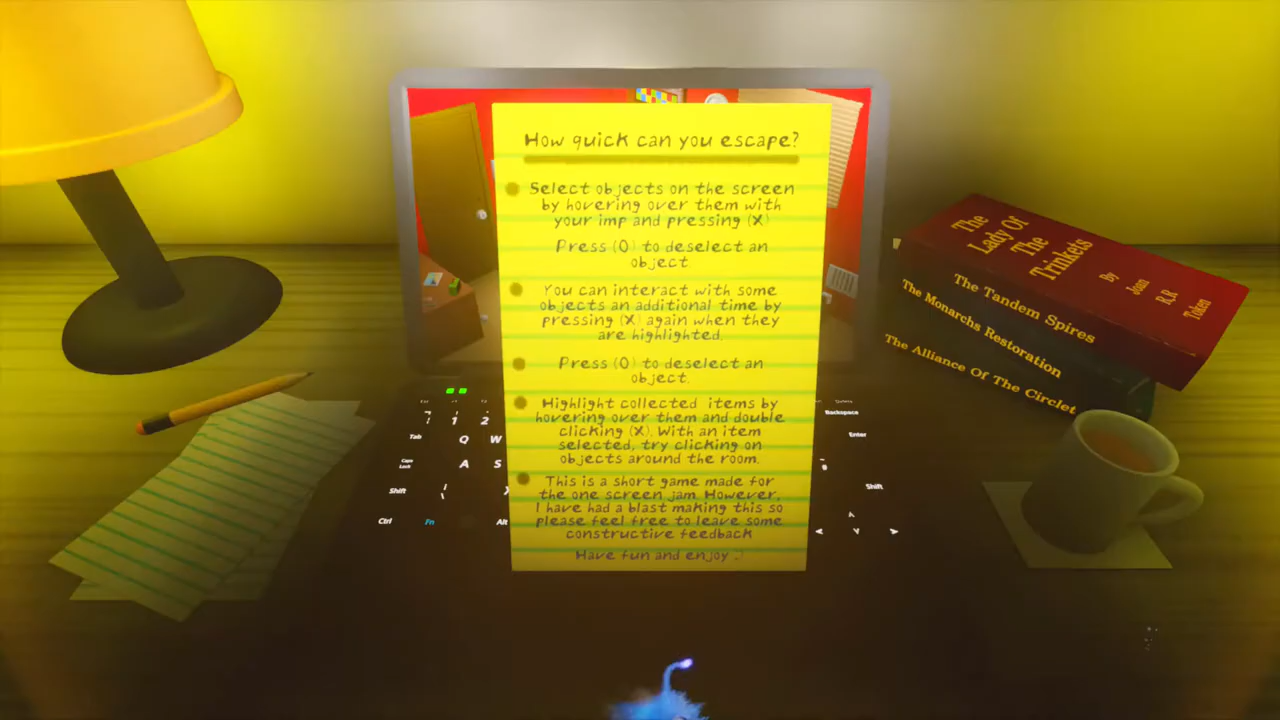 How quick can you escape?
Select objects on the screen
by hovering over them with
your imp and pressing (X)
Press (O) to deselect an
object
You can interact with some
objects an additional time by
pressing (X) again when they
are highlighted.
Press (O) to deselect an
object.
Highlight collected items by
hovering over them and double
clicking (X). With an item
selected, try clicking on
objects around the room.
This is a short game made for
the one screen jam. However,
I have had a blast making this so
please feel free to leave some
constructive feedback
Have fun and enjoy :)
The
Lady Of
The
Trinkets
By
Joan
R.R
Token
The Tandem Spires
The Monarchs Restoration
The Alliance Of The Circlet
1 2
Backspace
Tab Q W
Enter
Caps
Lock
A S
Shift
Shift
Ctrl Fn Alt